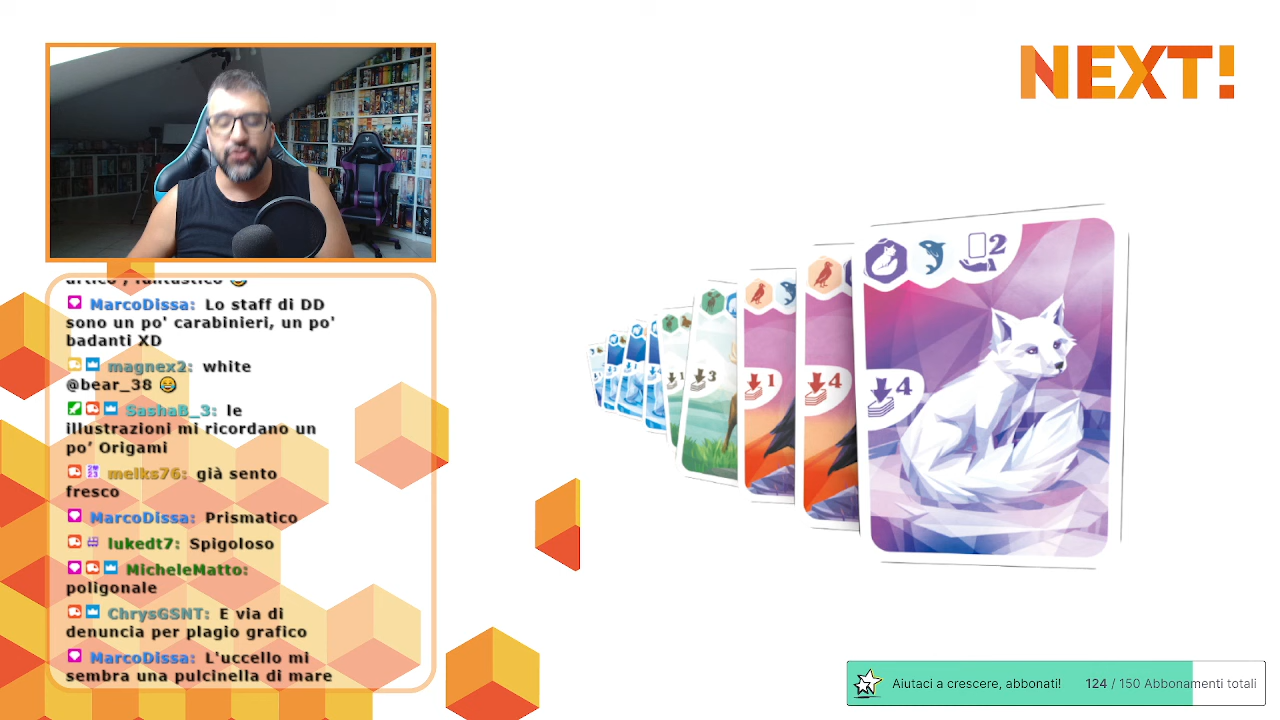 NEXT!
artico , fantastico
MarcoDissa: Lo staff di DD
sono un po' carabinieri, un po'
badanti XD
magnex2: white
@bear_38
SashaB_3: le
illustrazioni mi ricordano un
po’ Origami
melks76: già sento
fresco
MarcoDissa: Prismatico
lukedt7: Spigoloso
MicheleMatto:
poligonale
ChrysGSNT: E via di
denuncia per plagio grafico
MarcoDissa: L'uccello mi
sembra una pulcinella di mare
2
4
4
1
3
1
Aiutaci a crescere, abbonati! 124 / 150 Abbonamenti totali